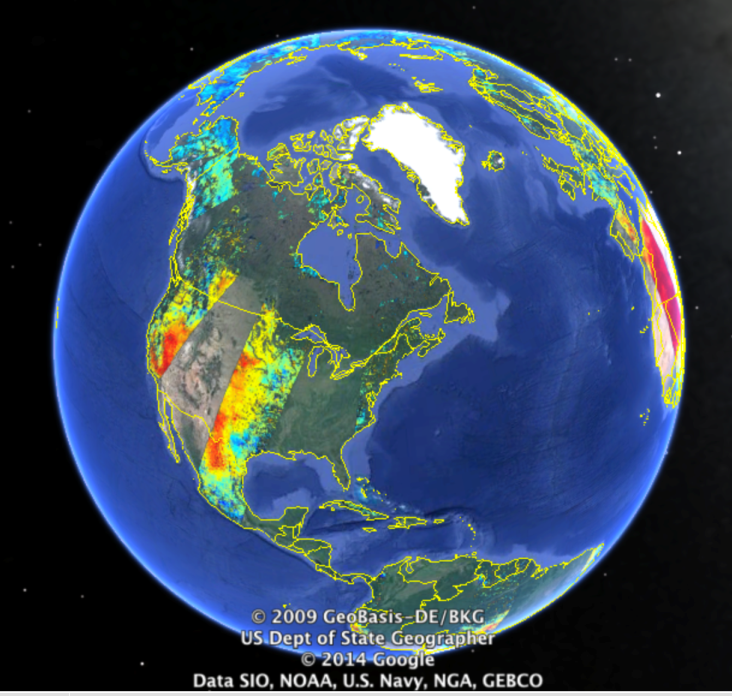 © 2009 GeoBasis-DE/BKG
US Dept of State Geographer
© 2014 Google
Data SIO, NOAA, U.S. Navy, NGA, GEBCO